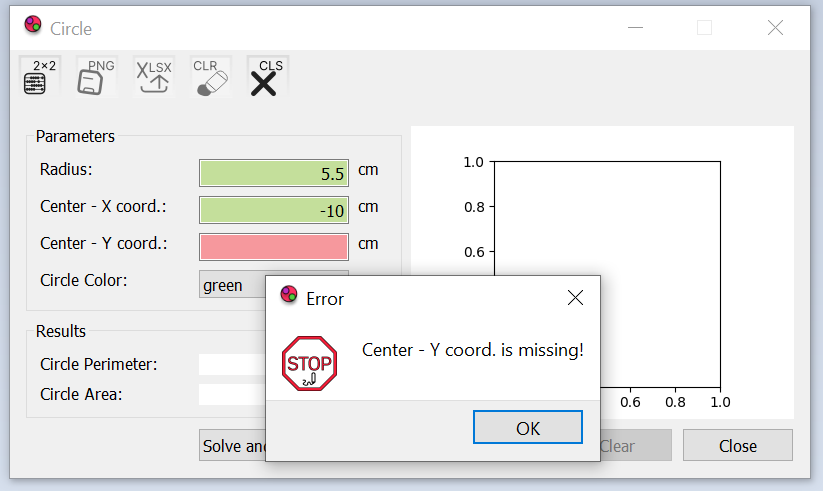 Circle
2×2
PNG
XLSX
CLR
CLS
Parameters
Radius: 5.5 cm
Center - X coord.: -10 cm
Center - Y coord.: cm
Circle Color: green
Results
Circle Perimeter:
Circle Area:
Solve and
Clear
Close
1.0
0.8
0.6
0.6 0.8 1.0
Error
STOP
Center - Y coord. is missing!
OK